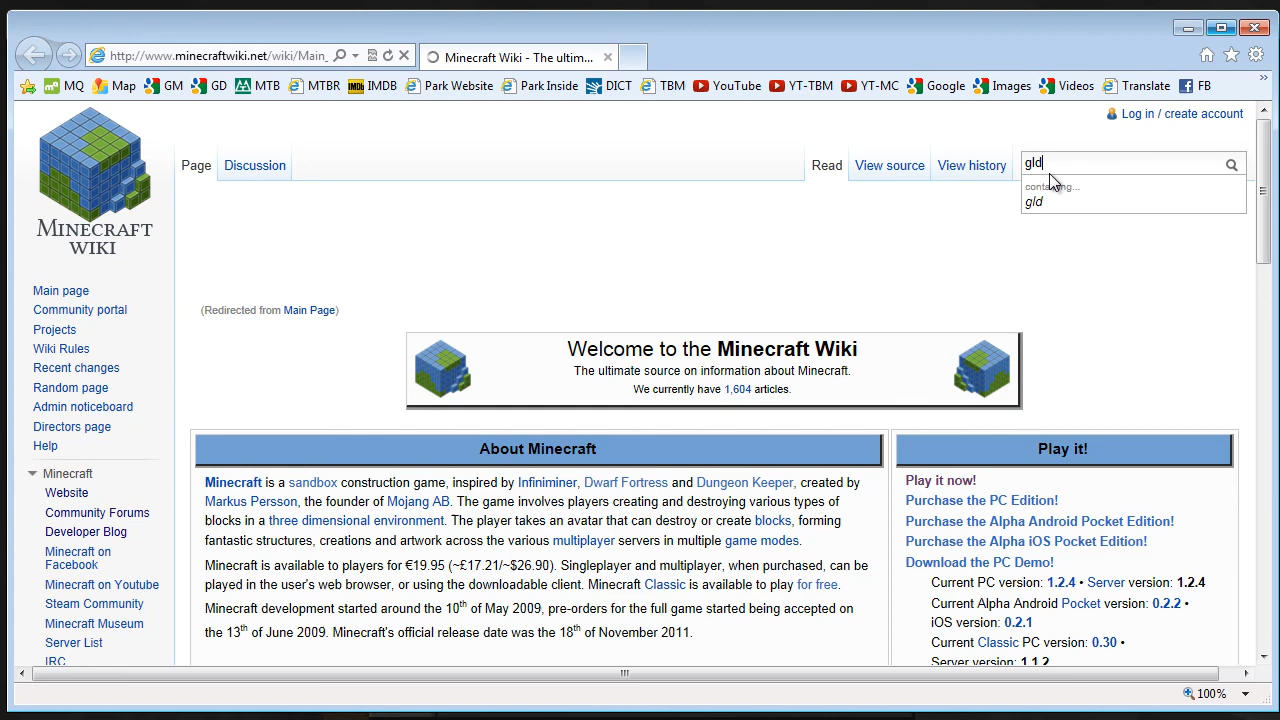 http://www.minecraftwiki.net/wiki/Main_
Minecraft Wiki - The ultim...
MQ Map GM GD MTB MTBR IMDB Park Website Park Inside DICT TBM YouTube YT-TBM YT-MC Google Images Videos Translate FB
Log in / create account
Page Discussion Read View source View history gld
gld
MINECRAFT
WIKI
(Redirected from Main Page)
Welcome to the Minecraft Wiki
The ultimate source on information about Minecraft.
We currently have 1,604 articles.
Main page
Community portal
Projects
Wiki Rules
Recent changes
Random page
Admin noticeboard
Directors page
Help
Minecraft
Website
Community Forums
Developer Blog
Minecraft on
Facebook
Minecraft on Youtube
Steam Community
Minecraft Museum
Server List
IRC
About Minecraft
Minecraft is a sandbox construction game, inspired by Infiniminer, Dwarf Fortress and Dungeon Keeper, created by
Markus Persson, the founder of Mojang AB. The game involves players creating and destroying various types of
blocks in a three dimensional environment. The player takes an avatar that can destroy or create blocks, forming
fantastic structures, creations and artwork across the various multiplayer servers in multiple game modes.
Minecraft is available to players for €19.95 (~£17.21/~$26.90). Singleplayer and multiplayer, when purchased, can be
played in the user's web browser, or using the downloadable client. Minecraft Classic is available to play for free.
Minecraft development started around the 10th of May 2009, pre-orders for the full game started being accepted on
the 13th of June 2009. Minecraft's official release date was the 18th of November 2011.
Play it!
Play it now!
Purchase the PC Edition!
Purchase the Alpha Android Pocket Edition!
Purchase the Alpha iOS Pocket Edition!
Download the PC Demo!
Current PC version: 1.2.4 • Server version: 1.2.4
Current Alpha Android Pocket version: 0.2.2 •
iOS version: 0.2.1
Current Classic PC version: 0.30 •
Server version: 1.1.2
100%